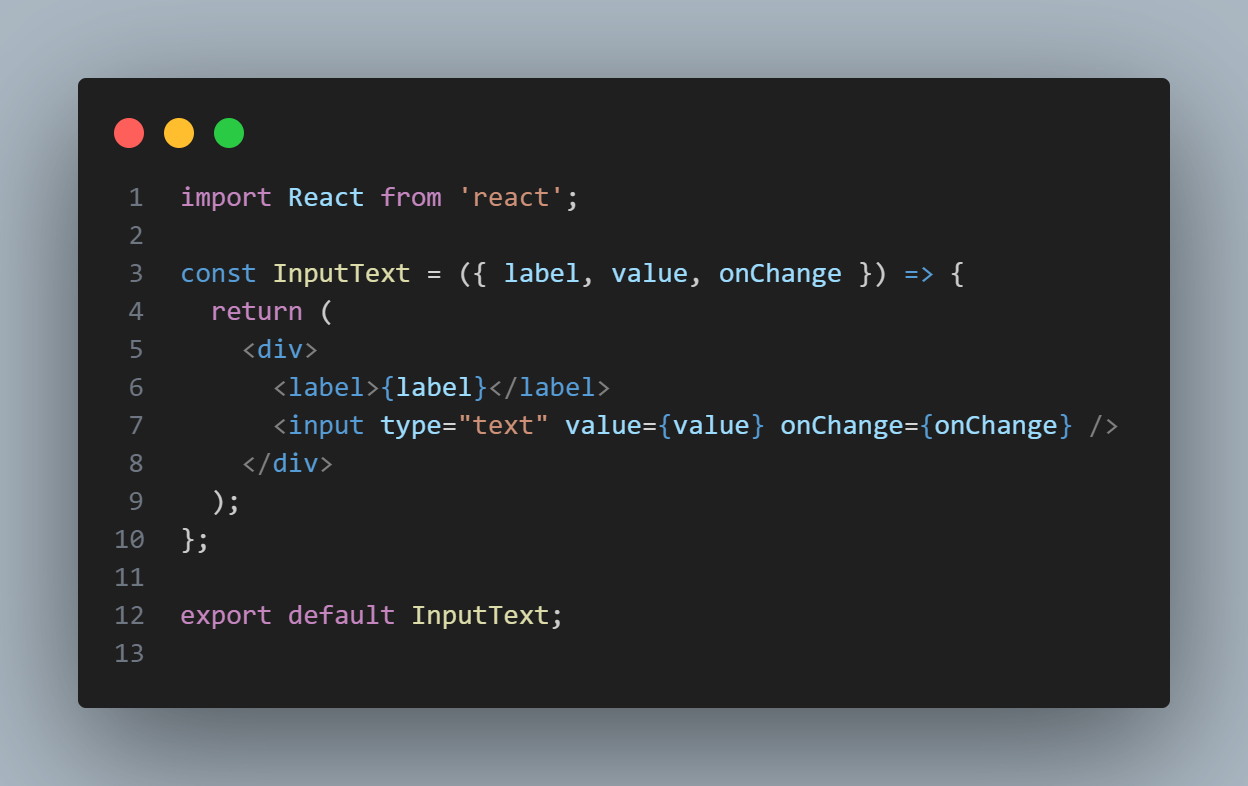 1 import React from 'react';
2
3 const InputText = ({ label, value, onChange }) => {
4   return (
5     <div>
6       <label>{label}</label>
7       <input type="text" value={value} onChange={onChange} />
8     </div>
9   );
10 };
11
12 export default InputText;
13